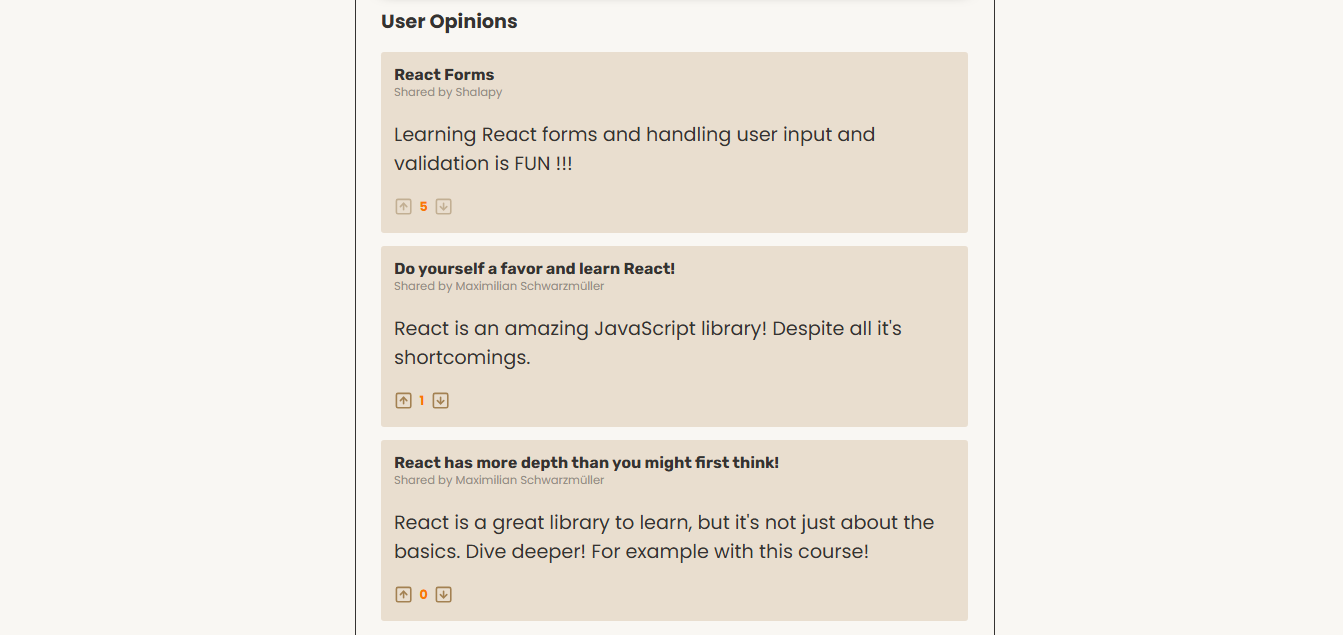 User Opinions
React Forms
Shared by Shalapy
Learning React forms and handling user input and
validation is FUN !!!
5
Do yourself a favor and learn React!
Shared by Maximilian Schwarzmüller
React is an amazing JavaScript library! Despite all it's
shortcomings.
1
React has more depth than you might first think!
Shared by Maximilian Schwarzmüller
React is a great library to learn, but it's not just about the
basics. Dive deeper! For example with this course!
0